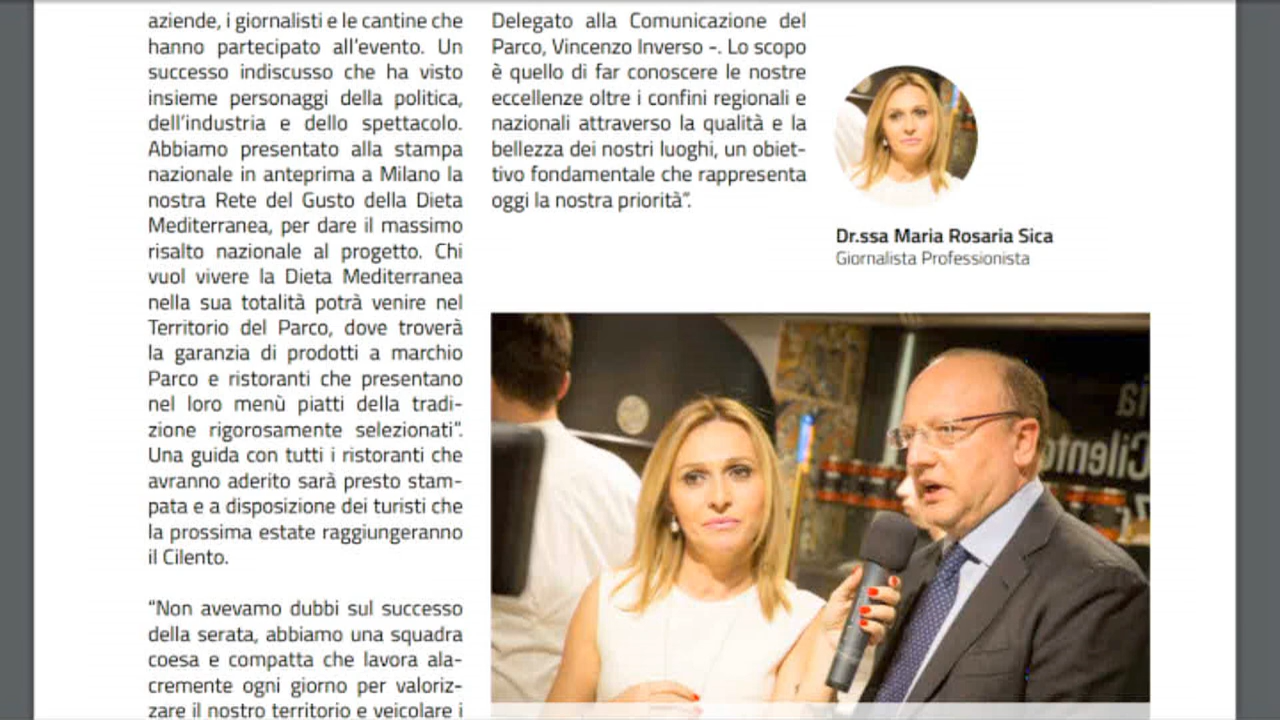 aziende, i giornalisti e le cantine che
hanno partecipato all'evento. Un
successo indiscusso che ha visto
insieme personaggi della politica,
dell'industria e dello spettacolo.
Abbiamo presentato alla stampa
nazionale in anteprima a Milano la
nostra Rete del Gusto della Dieta
Mediterranea, per dare il massimo
risalto nazionale al progetto. Chi
vuol vivere la Dieta Mediterranea
nella sua totalità potrà venire nel
Territorio del Parco, dove troverà
la garanzia di prodotti a marchio
Parco e ristoranti che presentano
nel loro menù piatti della tradi-
zione rigorosamente selezionati”.
Una guida con tutti i ristoranti che
avranno aderito sarà presto stam-
pata e a disposizione dei turisti che
la prossima estate raggiungeranno
il Cilento.
“Non avevamo dubbi sul successo
della serata, abbiamo una squadra
coesa e compatta che lavora ala-
cremente ogni giorno per valoriz-
zare il nostro territorio e veicolare i
Delegato alla Comunicazione del
Parco, Vincenzo Inverso -. Lo scopo
è quello di far conoscere le nostre
eccellenze oltre i confini regionali e
nazionali attraverso la qualità e la
bellezza dei nostri luoghi, un obiet-
tivo fondamentale che rappresenta
oggi la nostra priorità”.
Dr.ssa Maria Rosaria Sica
Giornalista Professionista
Cilento